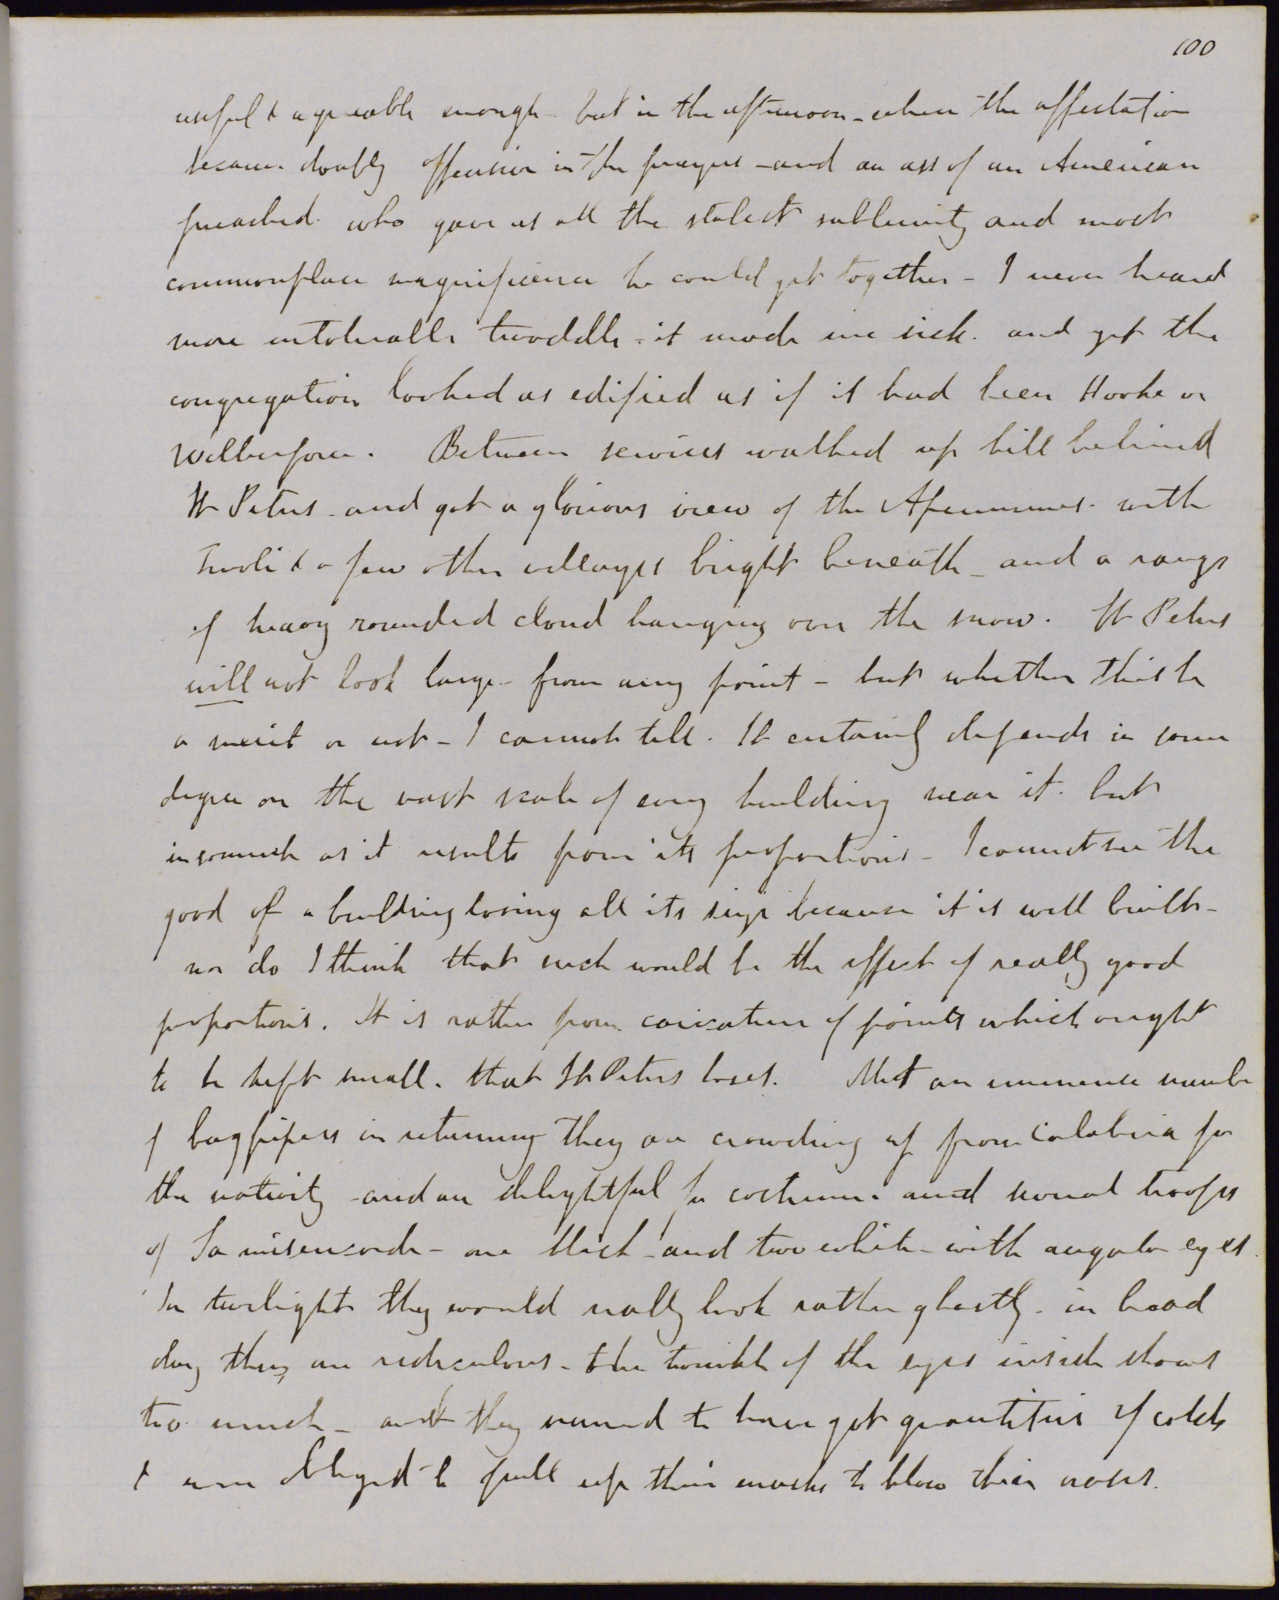 100
useful & agreeable enough - but in the afternoon - when the affectation
became doubly offensive in the prayers - and an ass of an American
preached. who gave us all the stalest sublimity and most
commonplace magnificence he could get together - I never heard
more intolerable twaddle - it made me sick. and yet the
congregation looked as edified as if it had been Hooke or
Wilberforce. Between services walked up hill behind
St Peters - and got a glorious view of the Apennines - with
Tivoli & a few other villages bright beneath - and a range
of heavy rounded cloud hanging over the snow. St Peters
will not look large - from any point - but whether this be
a merit or not - I cannot tell. It certainly depends in some
degree on the vast scale of every building near it. but
insomuch as it results from its proportions - I cannot see the
good of a building losing all its size because it is well built -
nor do I think that such would be the effect of really good
proportions. It is rather from caricature of points which ought
to be kept small. that St Peters loses. Met an immense numbe
of bagpipers in returning they are crowding up from Calabria for
the nativity - and are delightful for costume. and several troops
of La misericorde - one black - and two white - with angular eyes.
In twilight they would really look rather ghastly - in broad
day they are ridiculous - the twinkle of the eyes inside shows
too much - and they seemed to have got quantities of colds
& were obliged to pull up their masks to blow their noses.